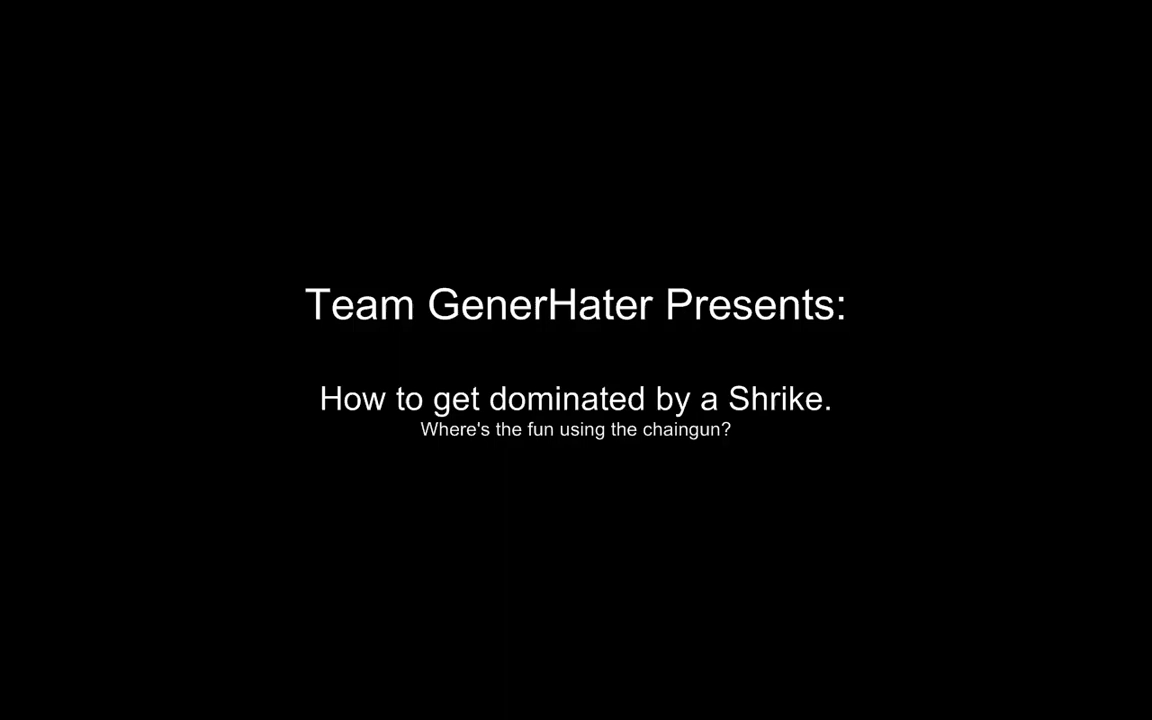 Team GenerHater Presents:
How to get dominated by a Shrike.
Where's the fun using the chaingun?